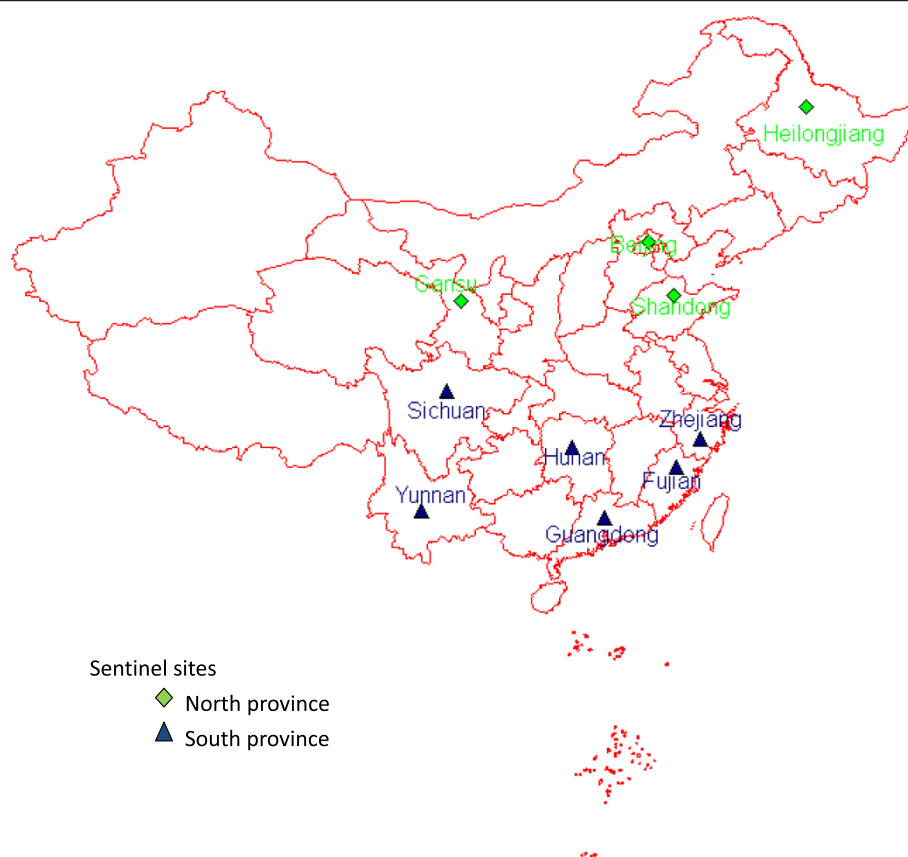 Heilongjiang
Beijing
Gansu
Shandong
Sichuan
Zhejiang
Hunan
Fujian
Yunnan
Guangdong
Sentinel sites
North province
South province